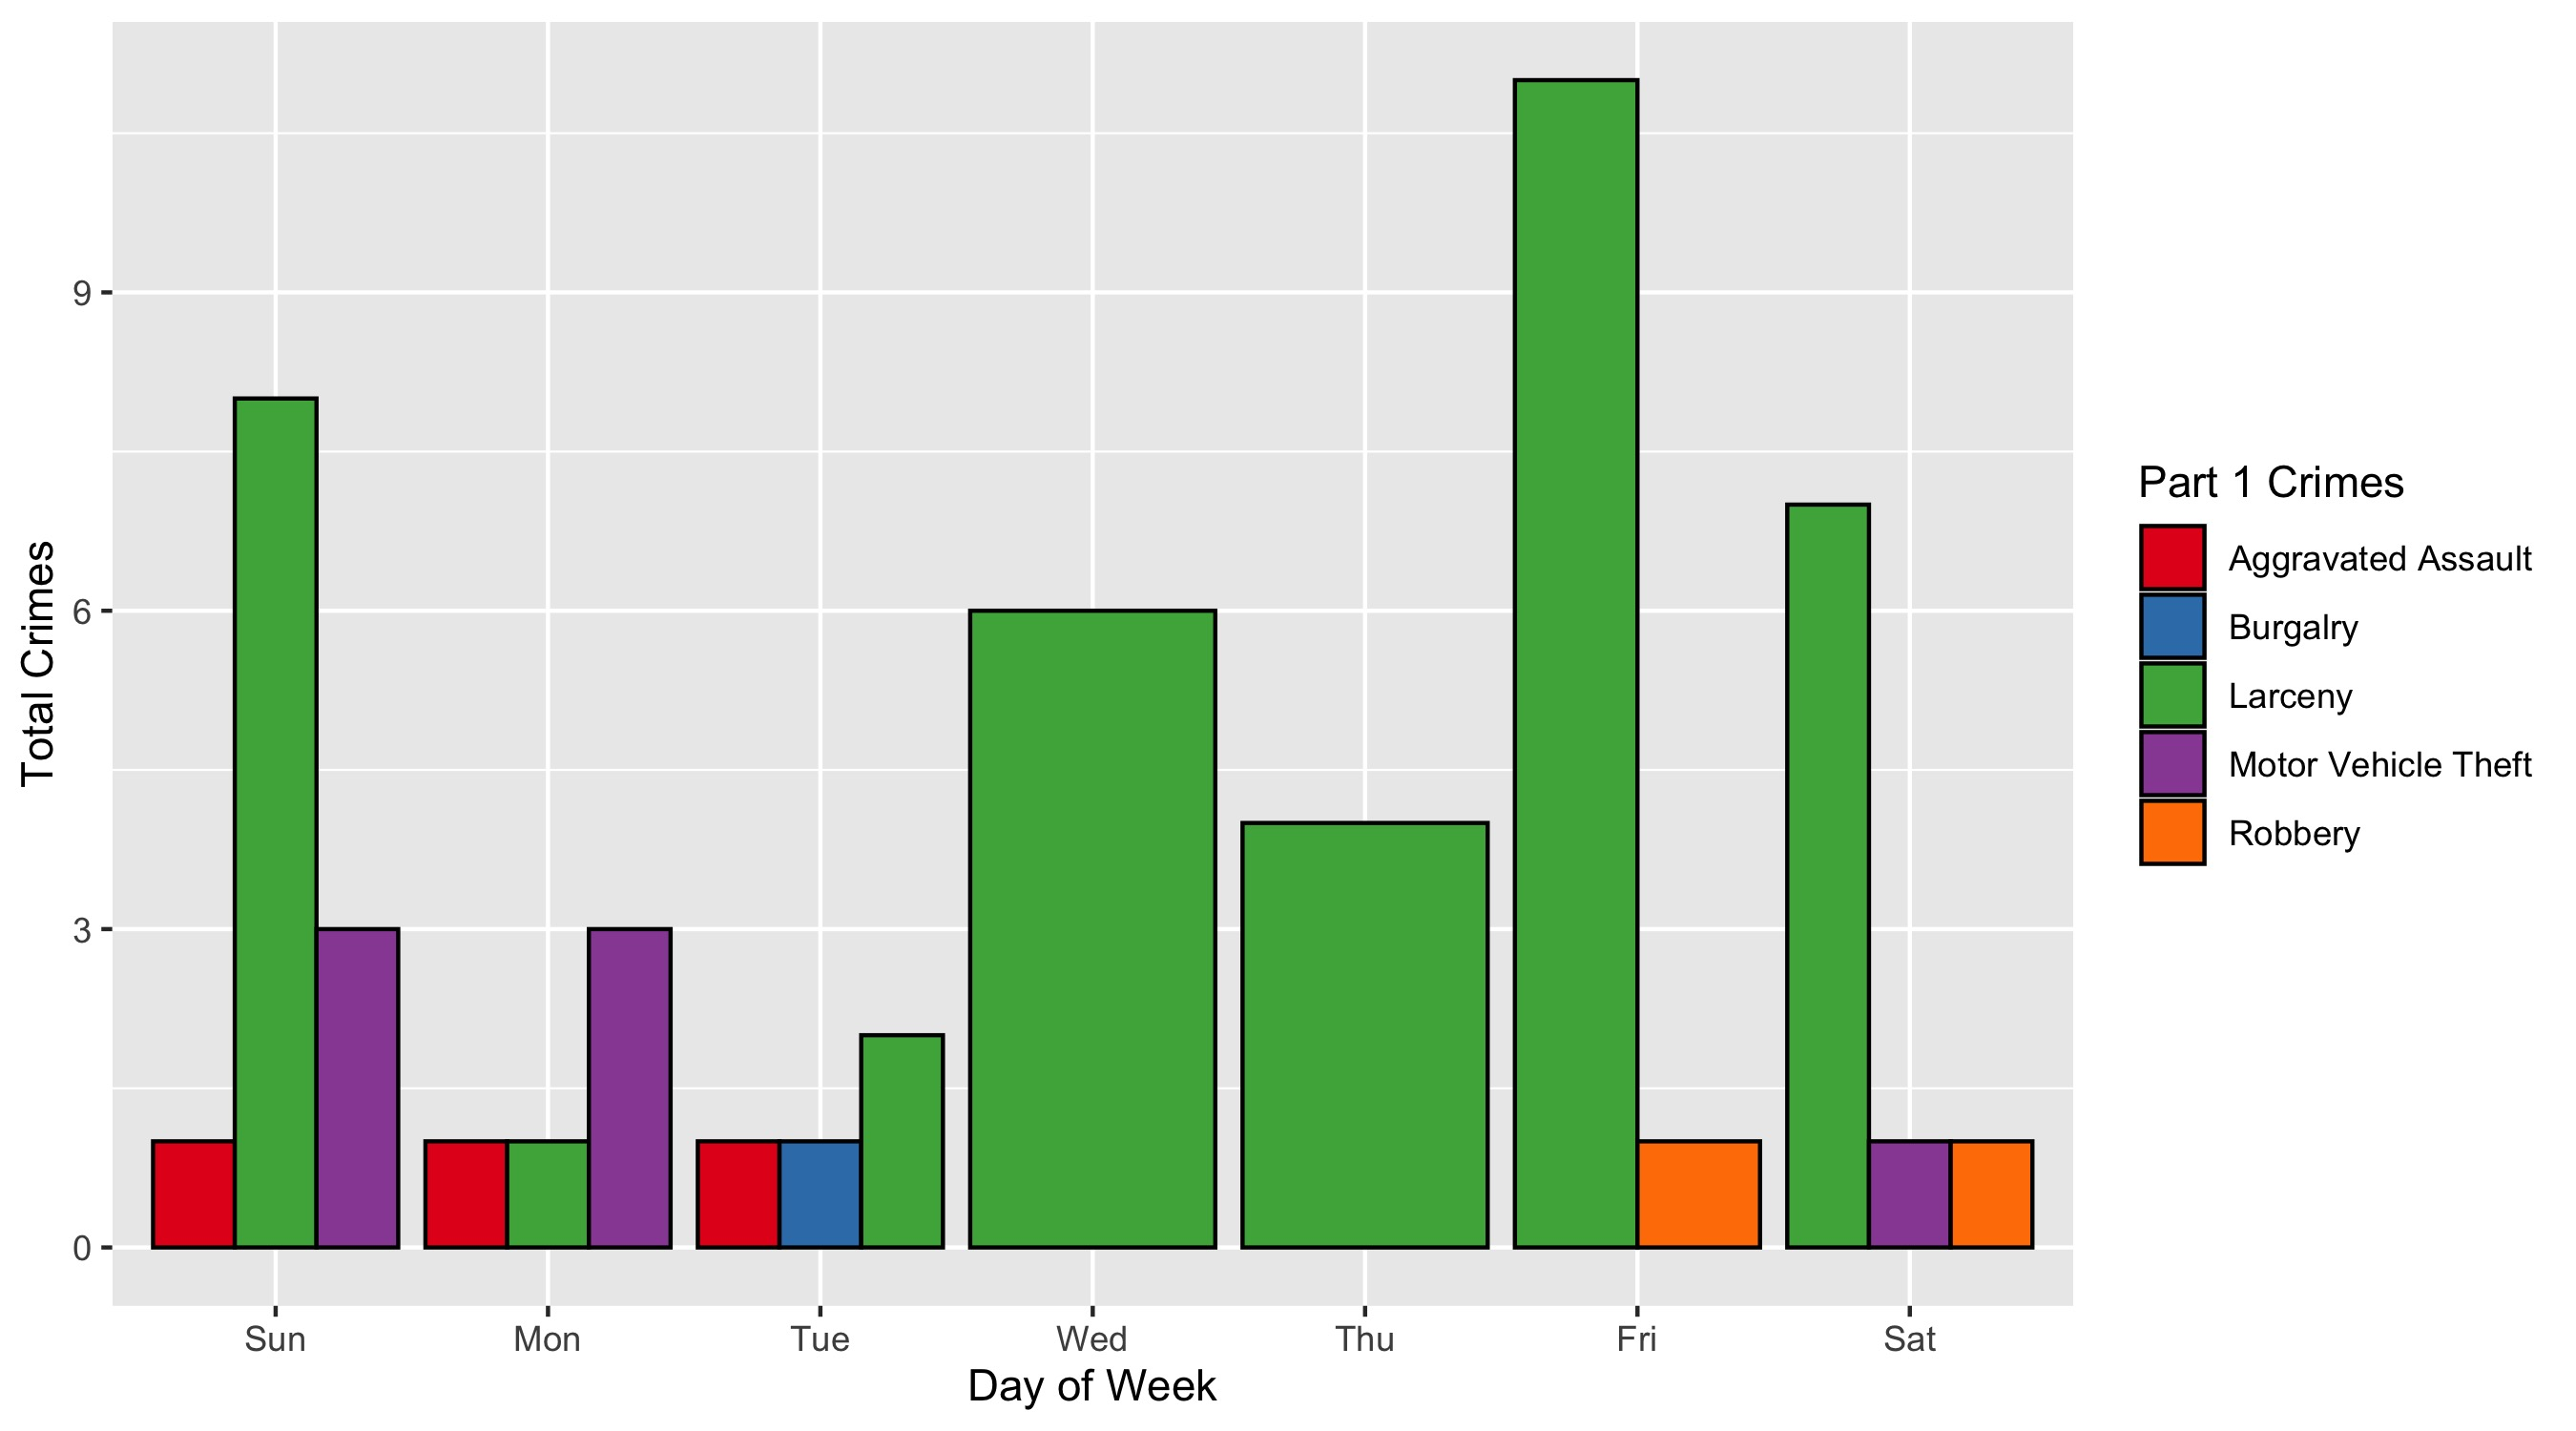 Total Crimes
9
6
3
0
Sun Mon Tue Wed Thu Fri Sat
Day of Week
Part 1 Crimes
Aggravated Assault
Burgalry
Larceny
Motor Vehicle Theft
Robbery